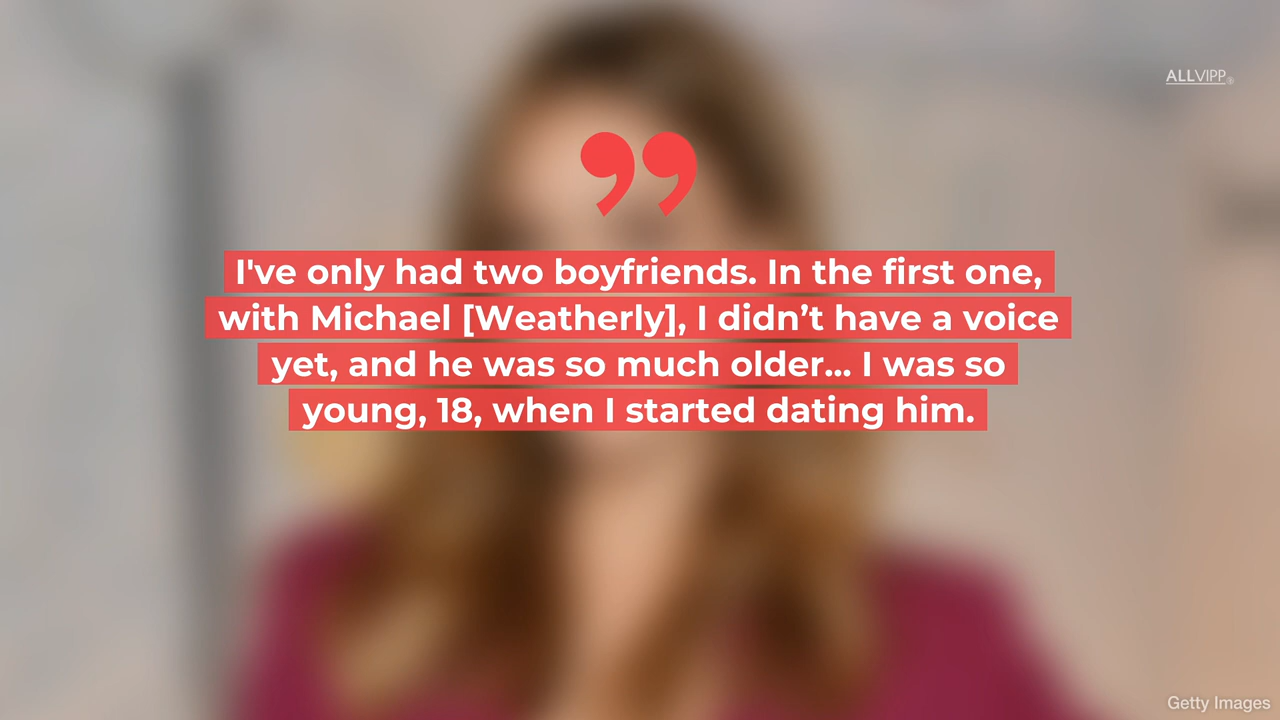 ALLVIPP®
”
I've only had two boyfriends. In the first one,
with Michael [Weatherly], I didn’t have a voice
yet, and he was so much older... I was so
young, 18, when I started dating him.
Getty Images